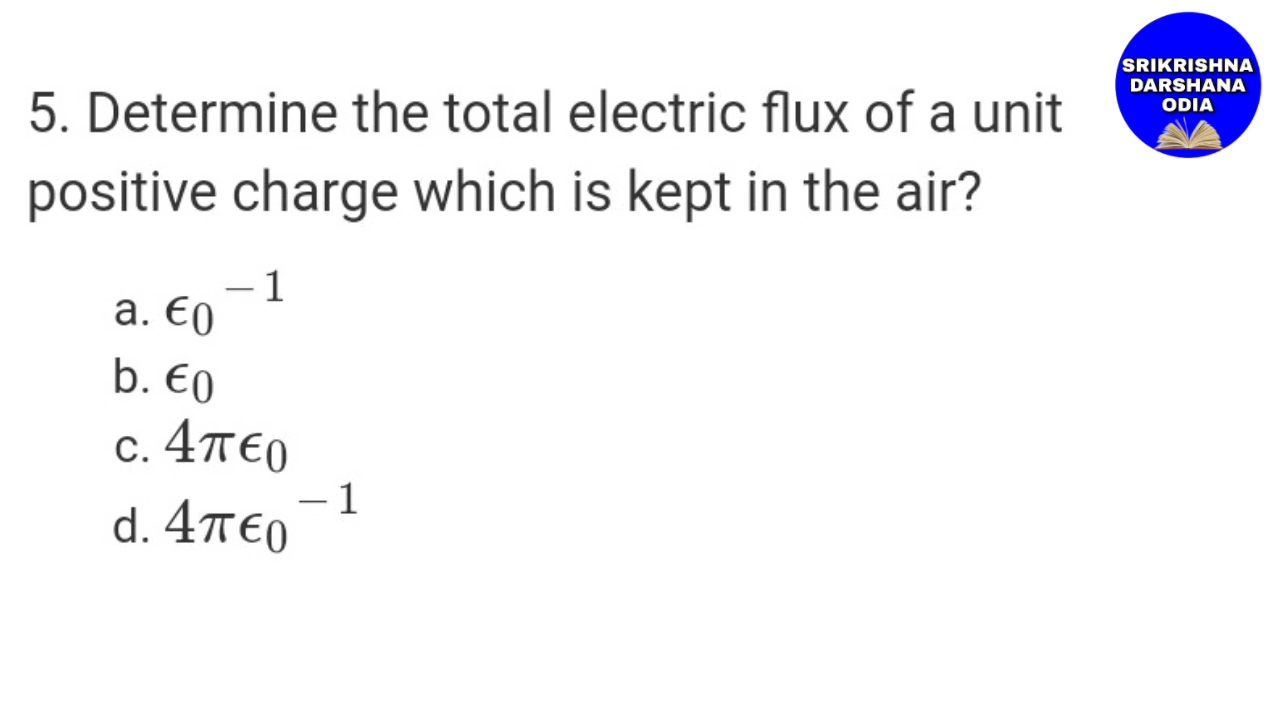 5. Determine the total electric flux of a unit
positive charge which is kept in the air?
a. ϵ₀⁻¹
b. ϵ₀
c. 4πϵ₀
d. 4πϵ₀⁻¹
SRIKRISHNA
DARSHANA
ODIA